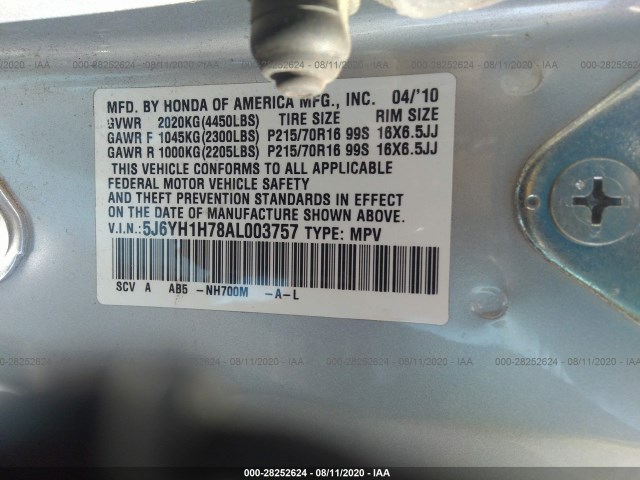 MFD. BY HONDA OF AMERICA MFG., INC. 04/'10
GVWR 2020KG(4450LBS) TIRE SIZE RIM SIZE
GAWR F 1045KG(2300LBS) P215/70R16 99S 16X6.5JJ
GAWR R 1000KG(2205LBS) P215/70R16 99S 16X6.5JJ
THIS VEHICLE CONFORMS TO ALL APPLICABLE
FEDERAL MOTOR VEHICLE SAFETY
AND THEFT PREVENTION STANDARDS IN EFFECT ON
THE DATE OF MANUFACTURE SHOWN ABOVE.
V.I.N.:5J6YH1H78AL003757 TYPE: MPV
SCV A AB5 -NH700M -A-L
000-28252624 - 08/11/2020 - IAA